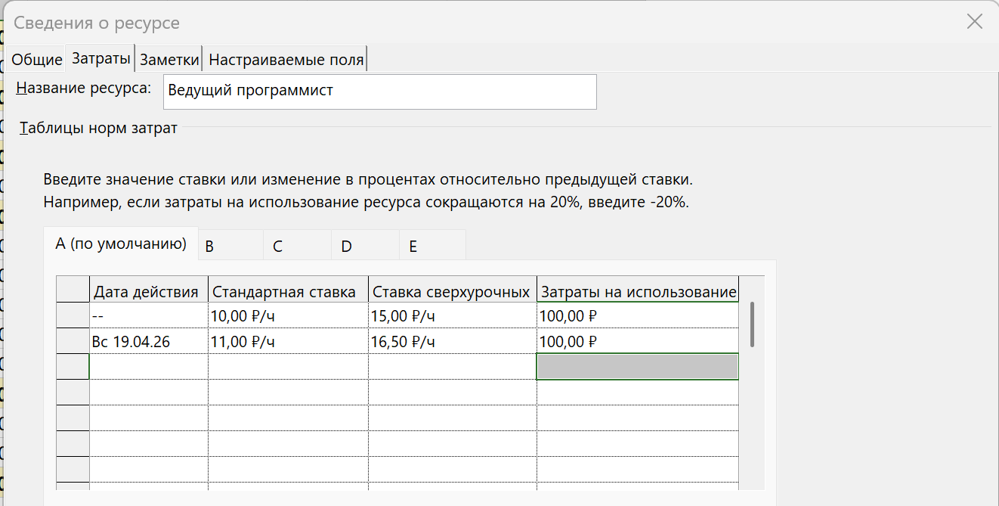 Сведения о ресурсе
Общие Затраты Заметки Настраиваемые поля
Название ресурса: Ведущий программист
Таблицы норм затрат
Введите значение ставки или изменение в процентах относительно предыдущей ставки.
Например, если затраты на использование ресурса сокращаются на 20%, введите -20%.
A (по умолчанию) B C D E
Дата действия Стандартная ставка Ставка сверхурочных Затраты на использование
-- 10,00 ₽/ч 15,00 ₽/ч 100,00 ₽
Вс 19.04.26 11,00 ₽/ч 16,50 ₽/ч 100,00 ₽